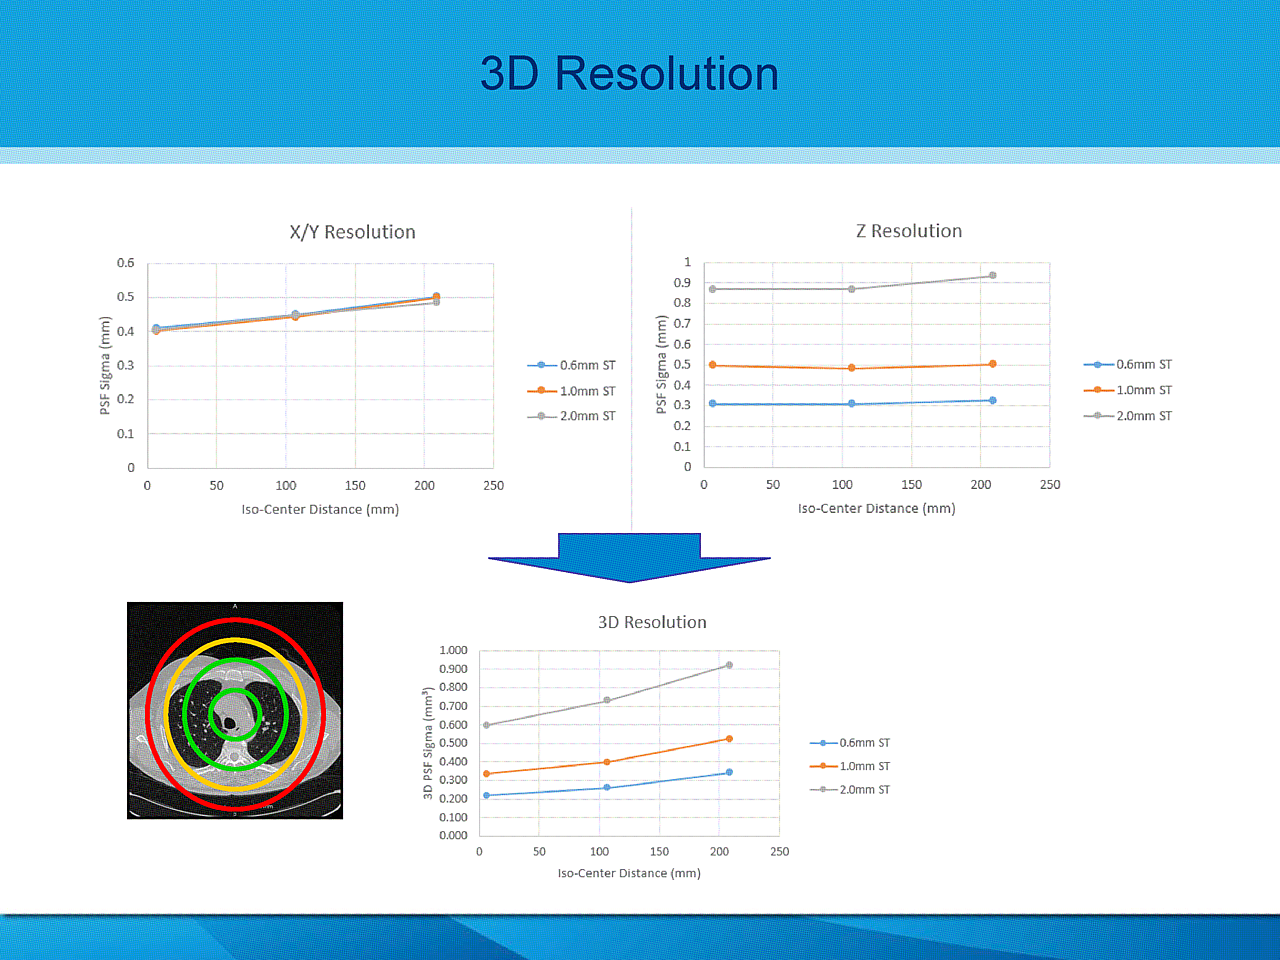 3D Resolution
X/Y Resolution
PSF Sigma (mm)
0.6
0.5
0.4
0.3
0.2
0.1
0
0 50 100 150 200 250
Iso-Center Distance (mm)
0.6mm ST
1.0mm ST
2.0mm ST
Z Resolution
PSF Sigma (mm)
1
0.9
0.8
0.7
0.6
0.5
0.4
0.3
0.2
0.1
0
0 50 100 150 200 250
Iso-Center Distance (mm)
0.6mm ST
1.0mm ST
2.0mm ST
A
3D Resolution
3D PSF Sigma (mm³)
1.000
0.900
0.800
0.700
0.600
0.500
0.400
0.300
0.200
0.100
0.000
0 50 100 150 200 250
Iso-Center Distance (mm)
0.6mm ST
1.0mm ST
2.0mm ST